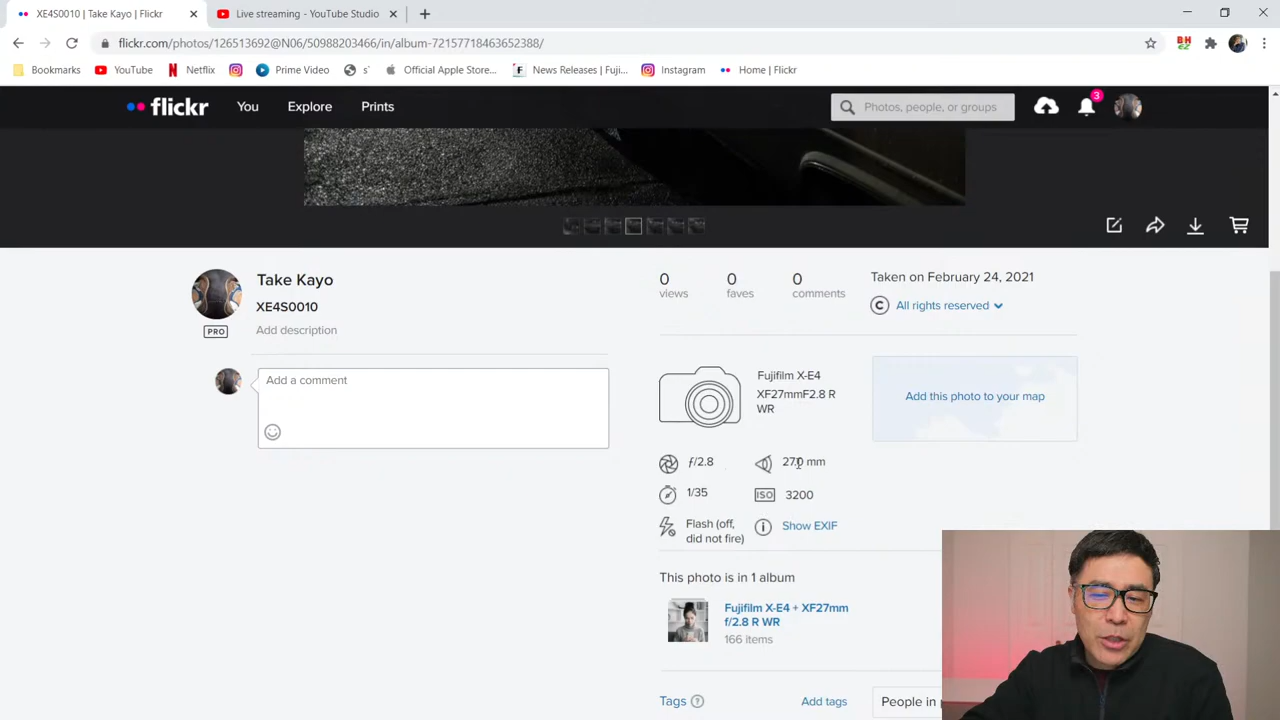 XE4S0010 | Take Kayo | Flickr
Live streaming - YouTube Studio
flickr.com/photos/126513692@N06/50988203466/in/album-72157718463652388/
BH
Bookmarks
YouTube
Netflix
Prime Video
s'
Official Apple Store...
News Releases | Fuji...
Instagram
Home | Flickr
flickr
You
Explore
Prints
Photos, people, or groups
3
Take Kayo
XE4S0010
PRO
Add description
Add a comment
0
views
0
faves
0
comments
Taken on February 24, 2021
All rights reserved
Fujifilm X-E4
XF27mmF2.8 R
WR
Add this photo to your map
ƒ/2.8
27.0 mm
1/35
ISO
3200
Flash (off,
did not fire)
Show EXIF
This photo is in 1 album
Fujifilm X-E4 + XF27mm
f/2.8 R WR
166 items
Tags
Add tags
People in